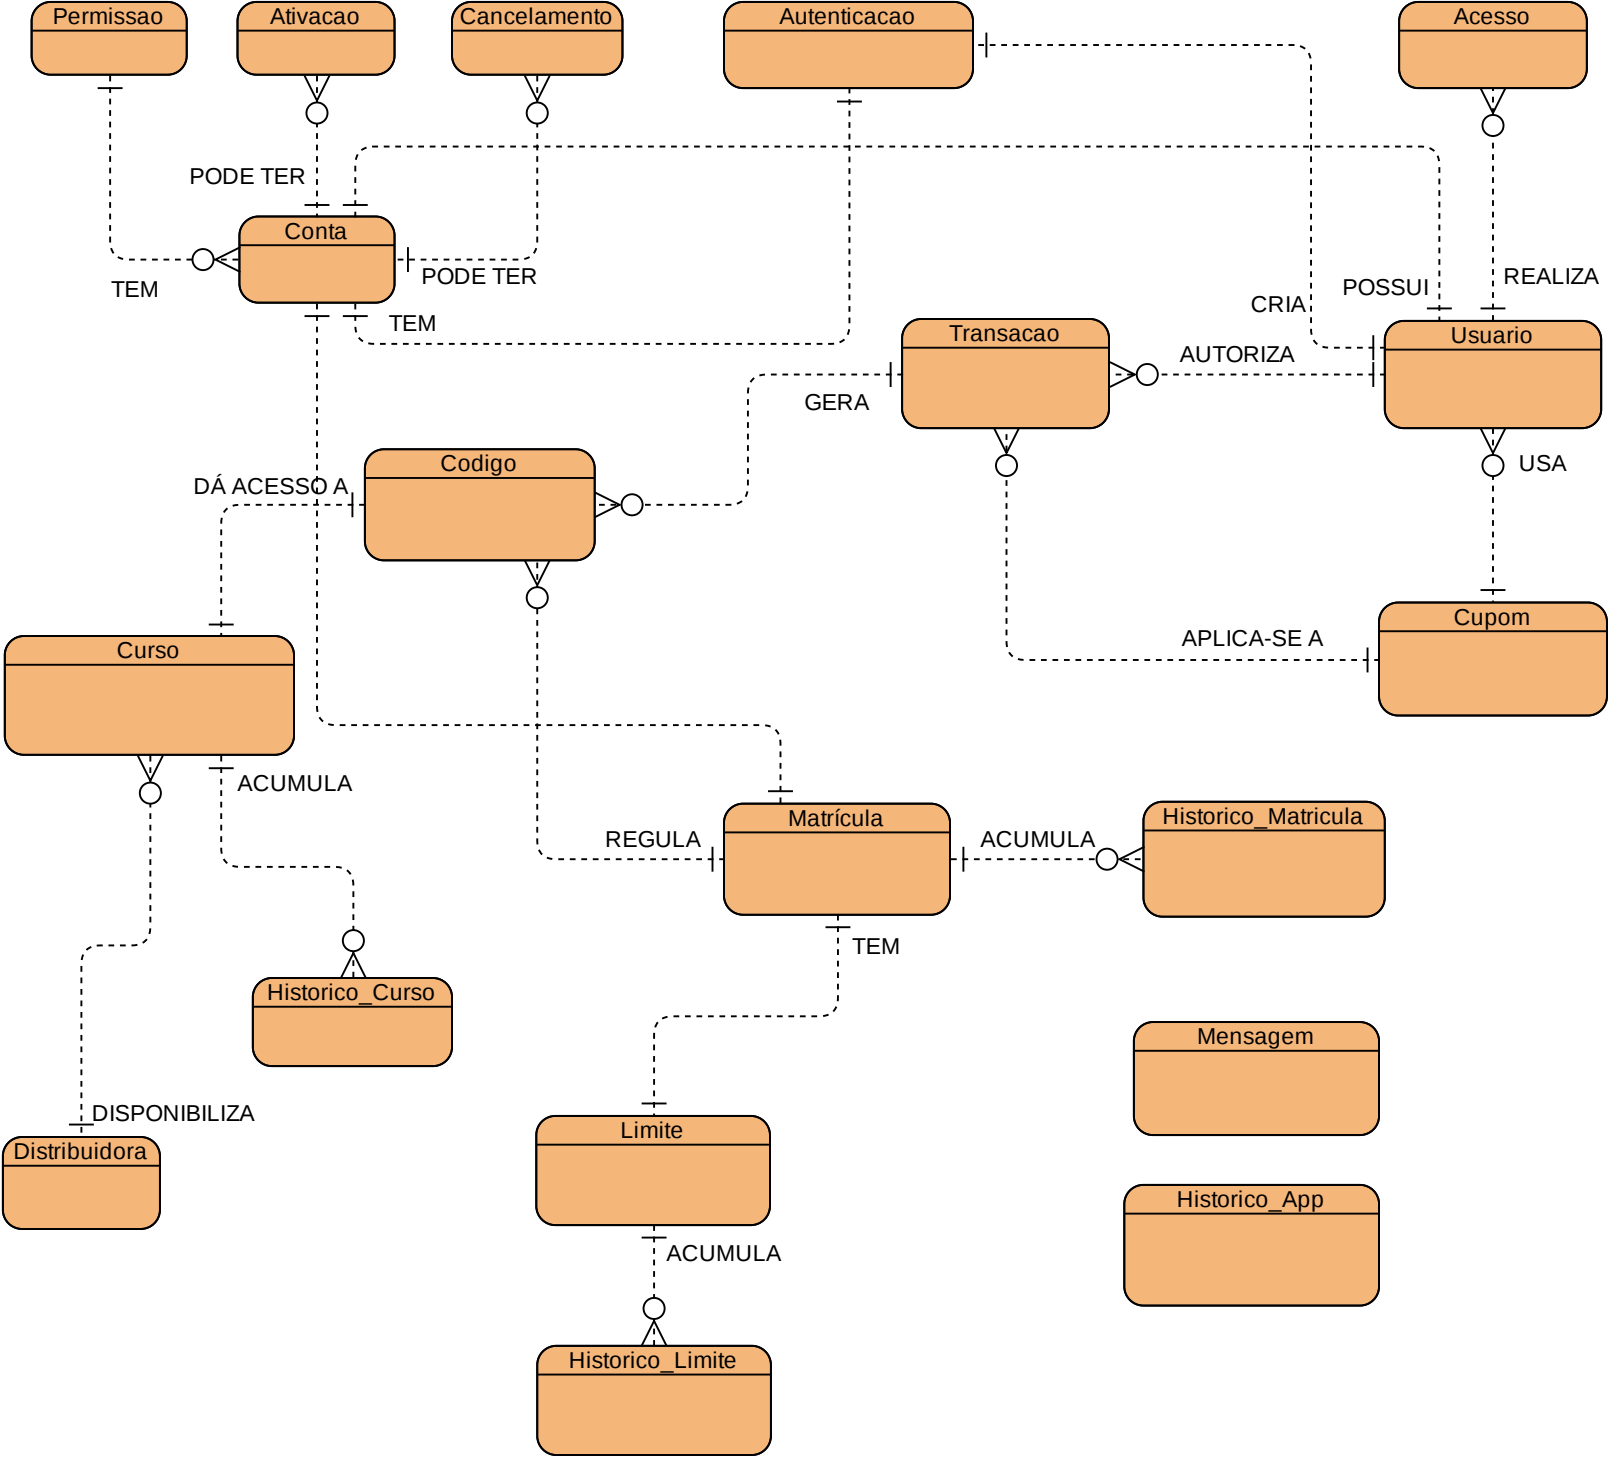 Permissao
Ativacao
Cancelamento
Autenticacao
Acesso
PODE TER
Conta
PODE TER
TEM
TEM
POSSUI
REALIZA
CRIA
Transacao
AUTORIZA
Usuario
GERA
Codigo
USA
DÁ ACESSO A
Curso
APLICA-SE A
Cupom
ACUMULA
Matrícula
Historico_Matricula
REGULA
ACUMULA
TEM
Historico_Curso
Mensagem
DISPONIBILIZA
Distribuidora
Limite
Historico_App
ACUMULA
Historico_Limite